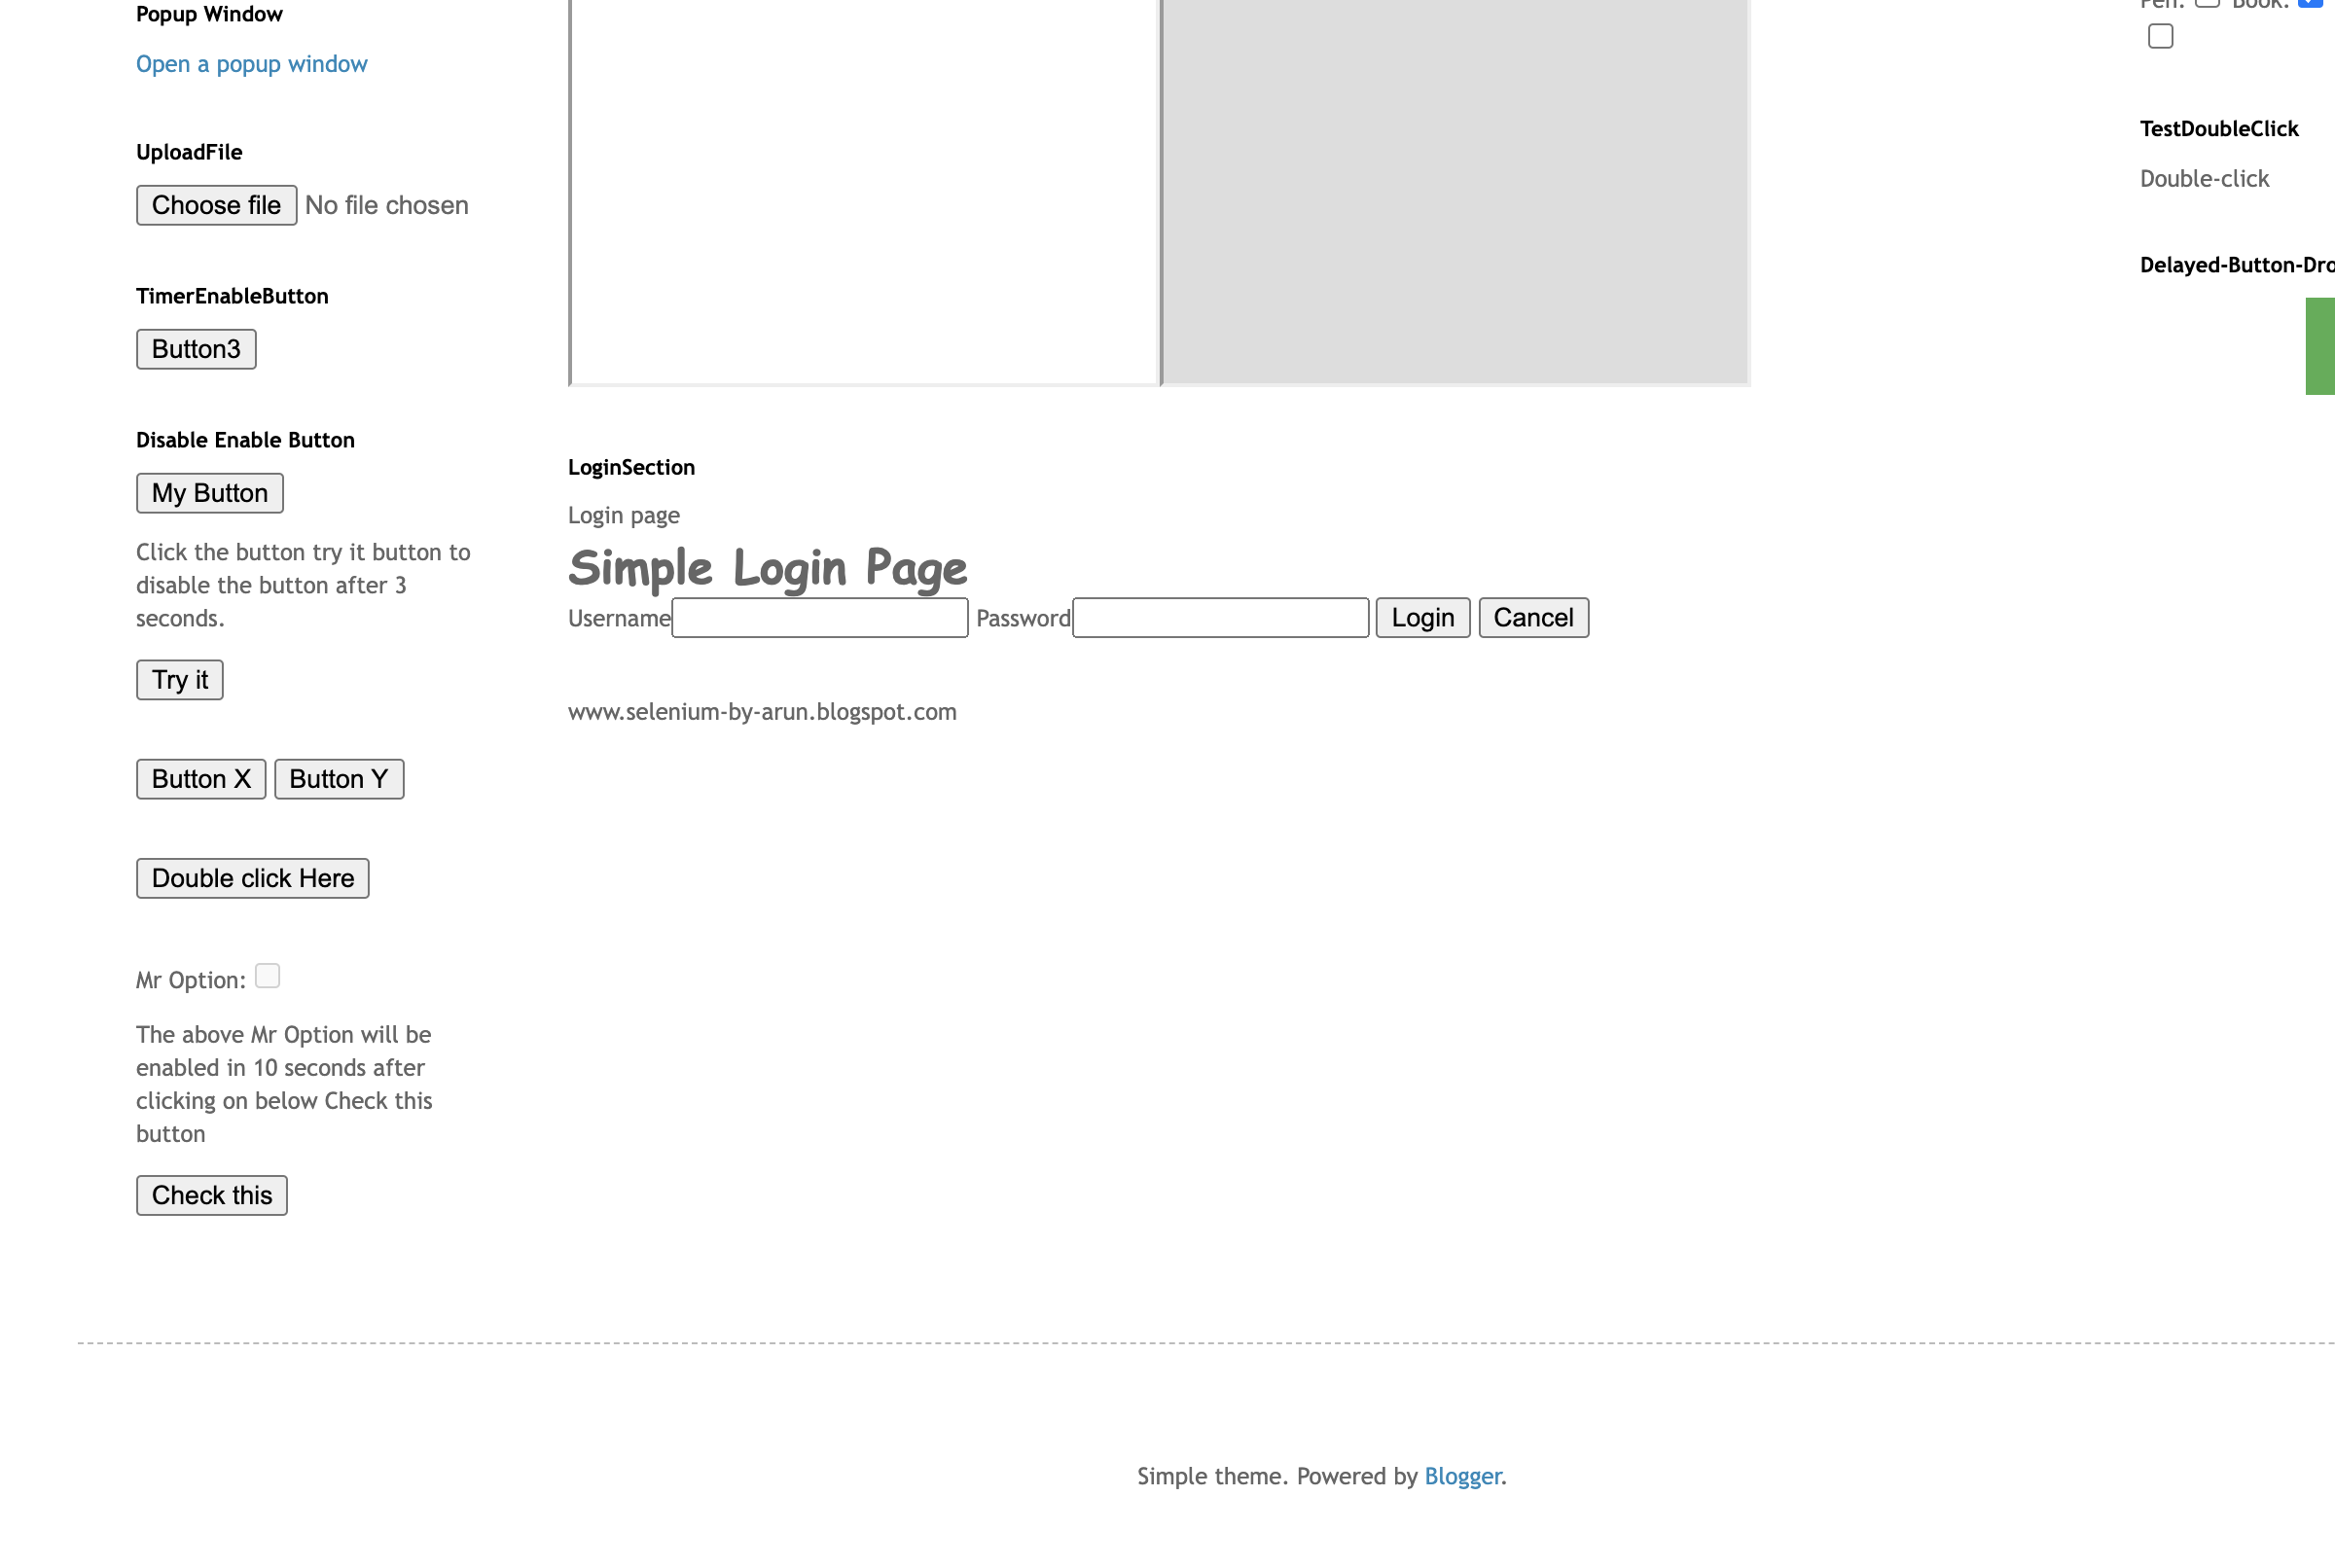 Popup Window
Open a popup window
UploadFile
Choose file No file chosen
TimerEnableButton
Button3
Disable Enable Button
My Button
Click the button try it button to
disable the button after 3
seconds.
Try it
Button X Button Y
Double click Here
Mr Option:
The above Mr Option will be
enabled in 10 seconds after
clicking on below Check this
button
Check this
LoginSection
Login page
Simple Login Page
Username Password Login Cancel
www.selenium-by-arun.blogspot.com
Pen: Book:
TestDoubleClick
Double-click
Delayed-Button-Dro
Simple theme. Powered by Blogger.